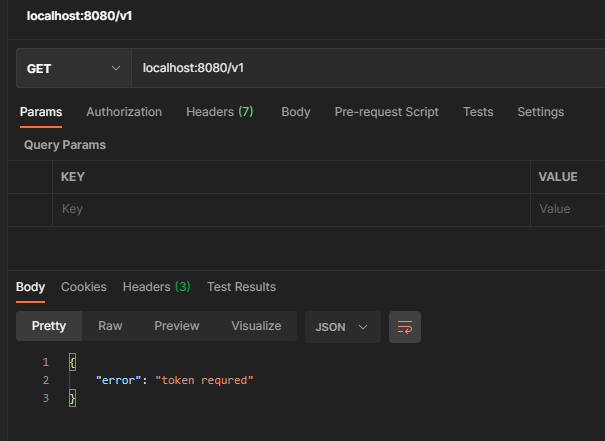 localhost:8080/v1
GET localhost:8080/v1
Params Authorization Headers (7) Body Pre-request Script Tests Settings
Query Params
KEY VALUE
Key Value
Body Cookies Headers (3) Test Results
Pretty Raw Preview Visualize JSON
1 {
2 "error": "token requred"
3 }